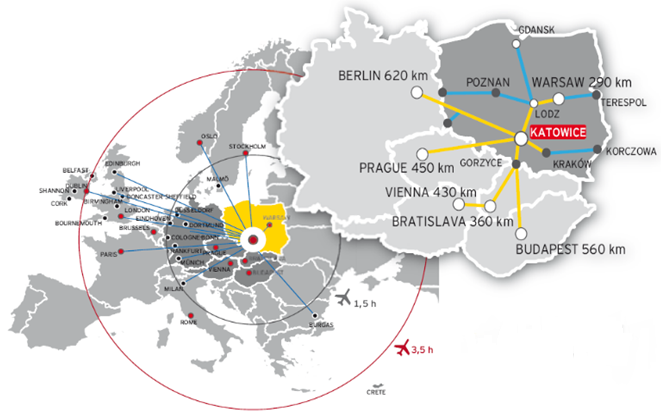 GDANSK
BERLIN 620 km
POZNAN
WARSAW 290 km
TERESPOL
LODZ
KATOWICE
PRAGUE 450 km
GORZYCE
KRAKÓW
KORCZOWA
VIENNA 430 km
BRATISLAVA 360 km
BUDAPEST 560 km
OSLO
STOCKHOLM
MALMÖ
EDINBURGH
BELFAST
DUBLIN
SHANNON
CORK
LIVERPOOL
DONCASTER SHEFFIELD
BIRMINGHAM
LONDON
BOURNEMOUTH
EINDHOVEN
DORTMUND
BRUSSELS
COLOGNE BONN
FRANKFURT
PARIS
MUNICH
PRAGUE
VIENNA
MILAN
ROME
BURGAS
CRETE
1,5 h
3,5 h